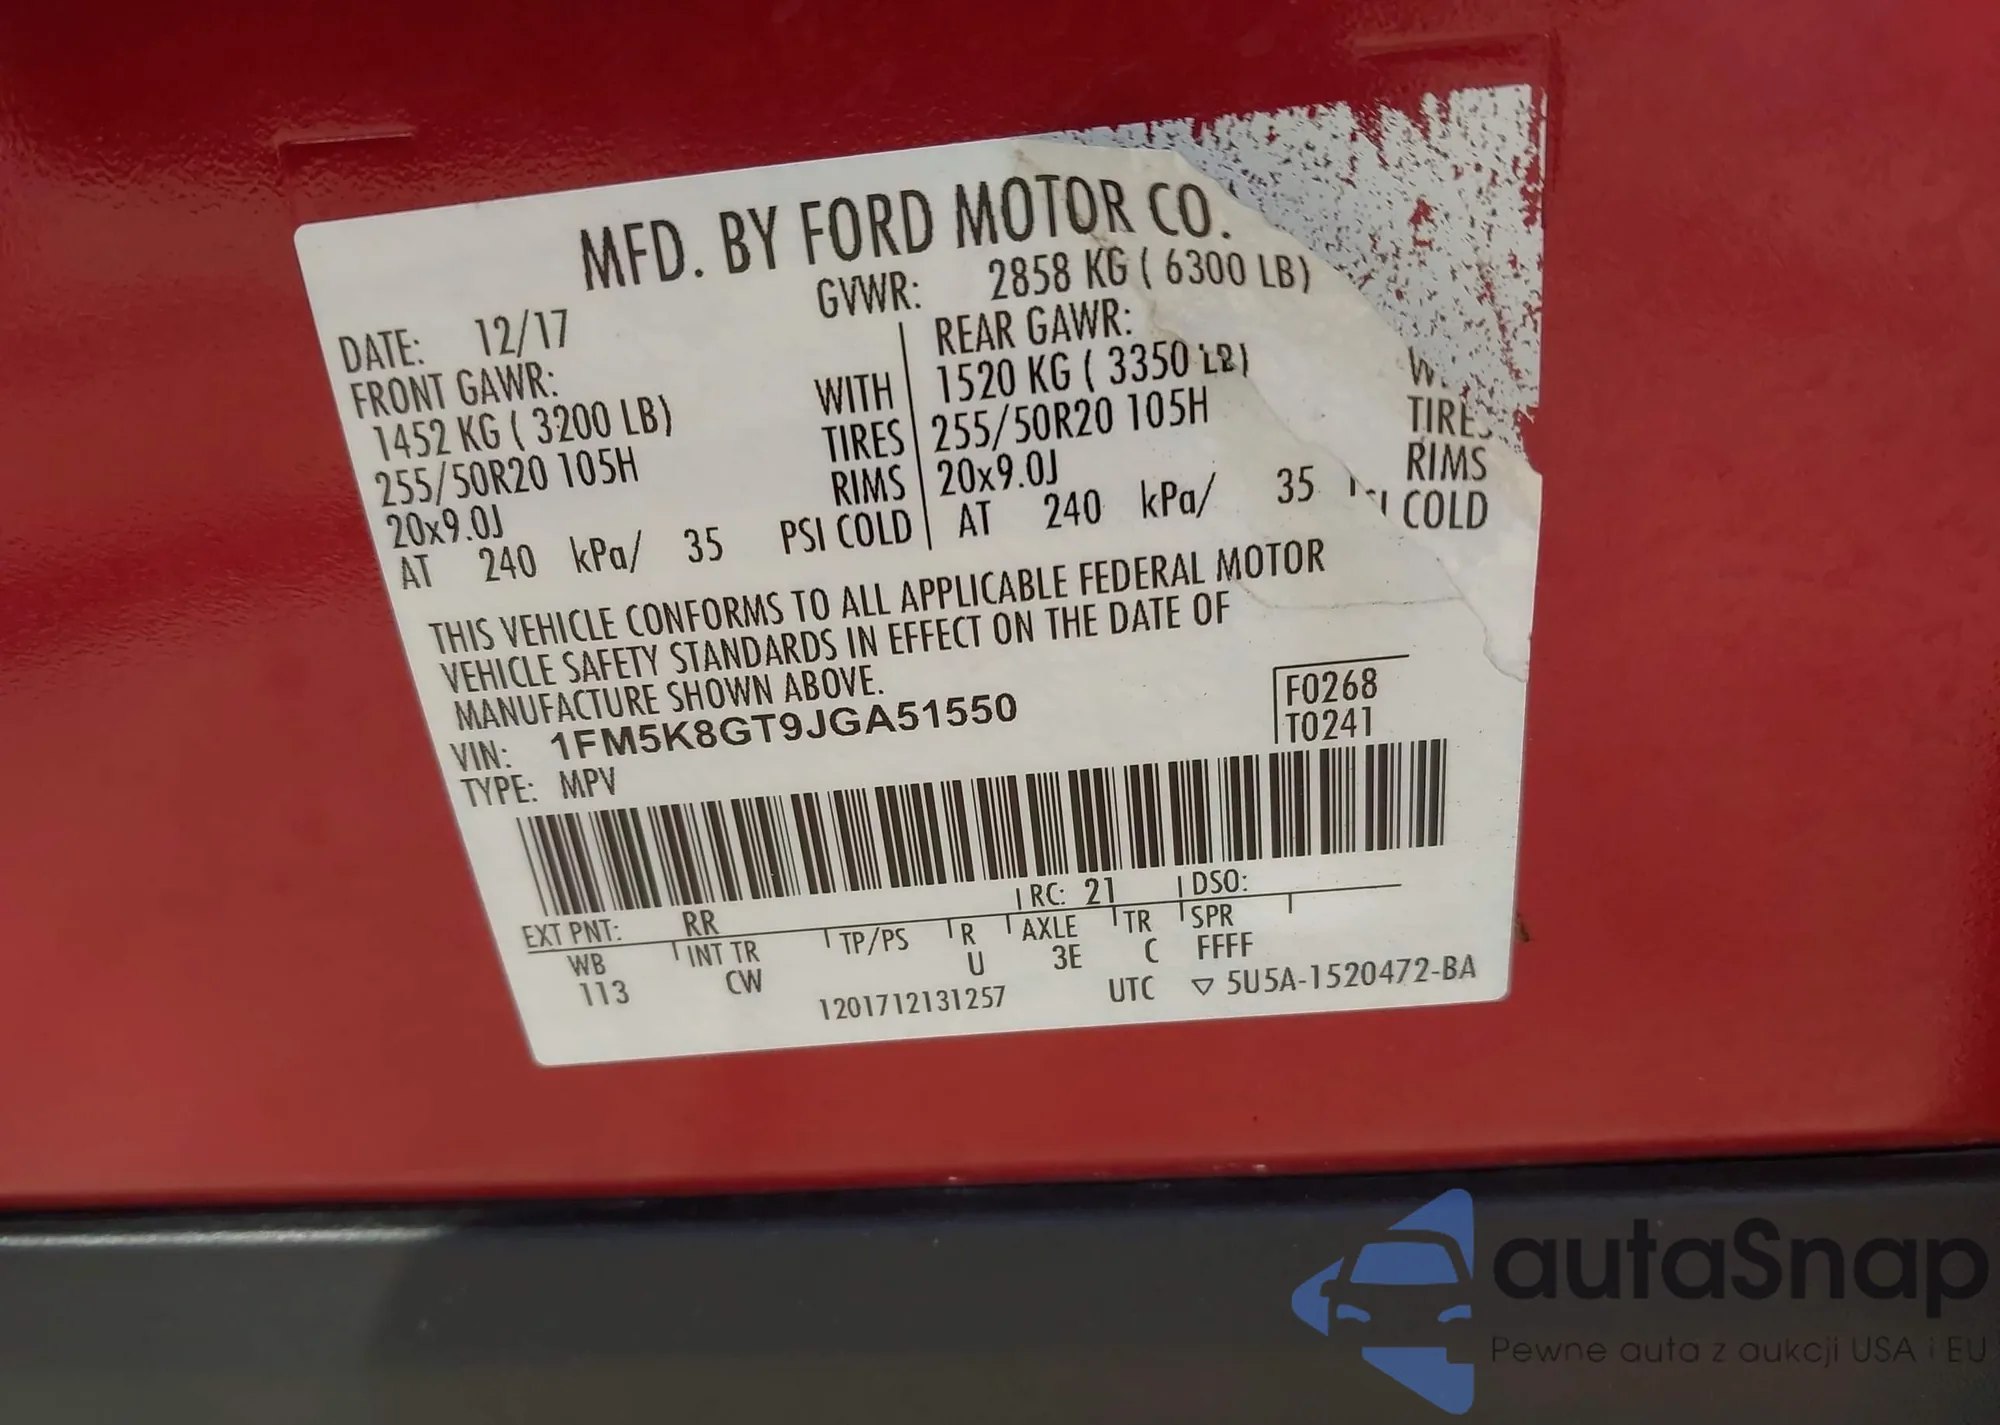 MFD. BY FORD MOTOR CO.
DATE: 12/17 GVWR: 2858 KG ( 6300 LB)
FRONT GAWR: REAR GAWR:
1452 KG ( 3200 LB) WITH 1520 KG ( 3350 LB)
255/50R20 105H TIRES 255/50R20 105H TIRES
20x9.0J RIMS 20x9.0J RIMS
AT 240 kPa/ 35 PSI COLD AT 240 kPa/ 35 COLD
THIS VEHICLE CONFORMS TO ALL APPLICABLE FEDERAL MOTOR
VEHICLE SAFETY STANDARDS IN EFFECT ON THE DATE OF
MANUFACTURE SHOWN ABOVE.
VIN: 1FM5K8GT9JGA51550
TYPE: MPV
F0268
T0241
EXT PNT: RR RC: 21 DSO:
WB INT TR TP/PS R AXLE TR SPR
113 CW U 3E C FFFF
1201712131257 UTC ▽ 5U5A-1520472-BA
autaSnap
Pewne auta z aukcji USA i EU